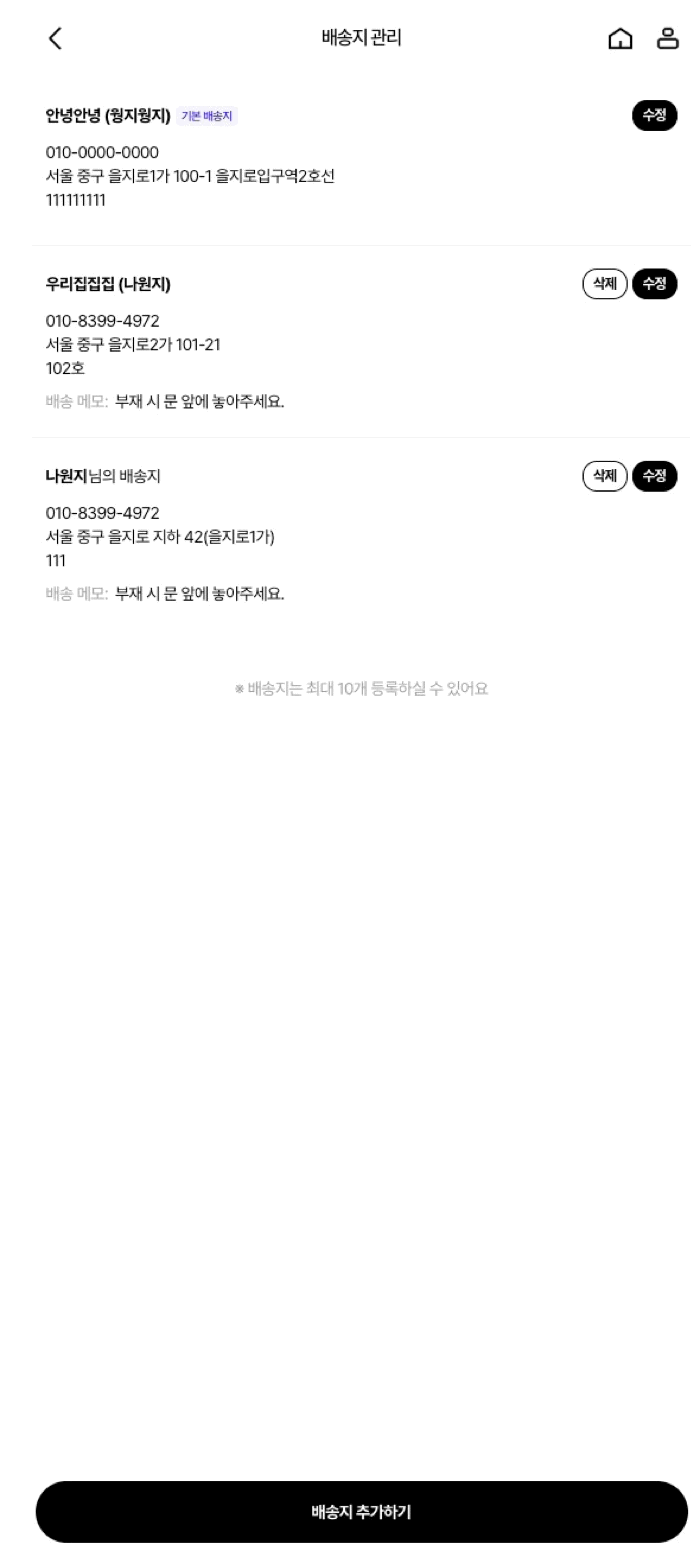 배송지 관리
안녕안녕 (웡지웡지) 기본 배송지 수정
010-0000-0000
서울 중구 을지로1가 100-1 을지로입구역2호선
111111111
우리집집집 (나원지) 삭제 수정
010-8399-4972
서울 중구 을지로2가 101-21
102호
배송 메모: 부재 시 문 앞에 놓아주세요.
나원지님의 배송지 삭제 수정
010-8399-4972
서울 중구 을지로 지하 42(을지로1가)
111
배송 메모: 부재 시 문 앞에 놓아주세요.
※ 배송지는 최대 10개 등록하실 수 있어요
배송지 추가하기